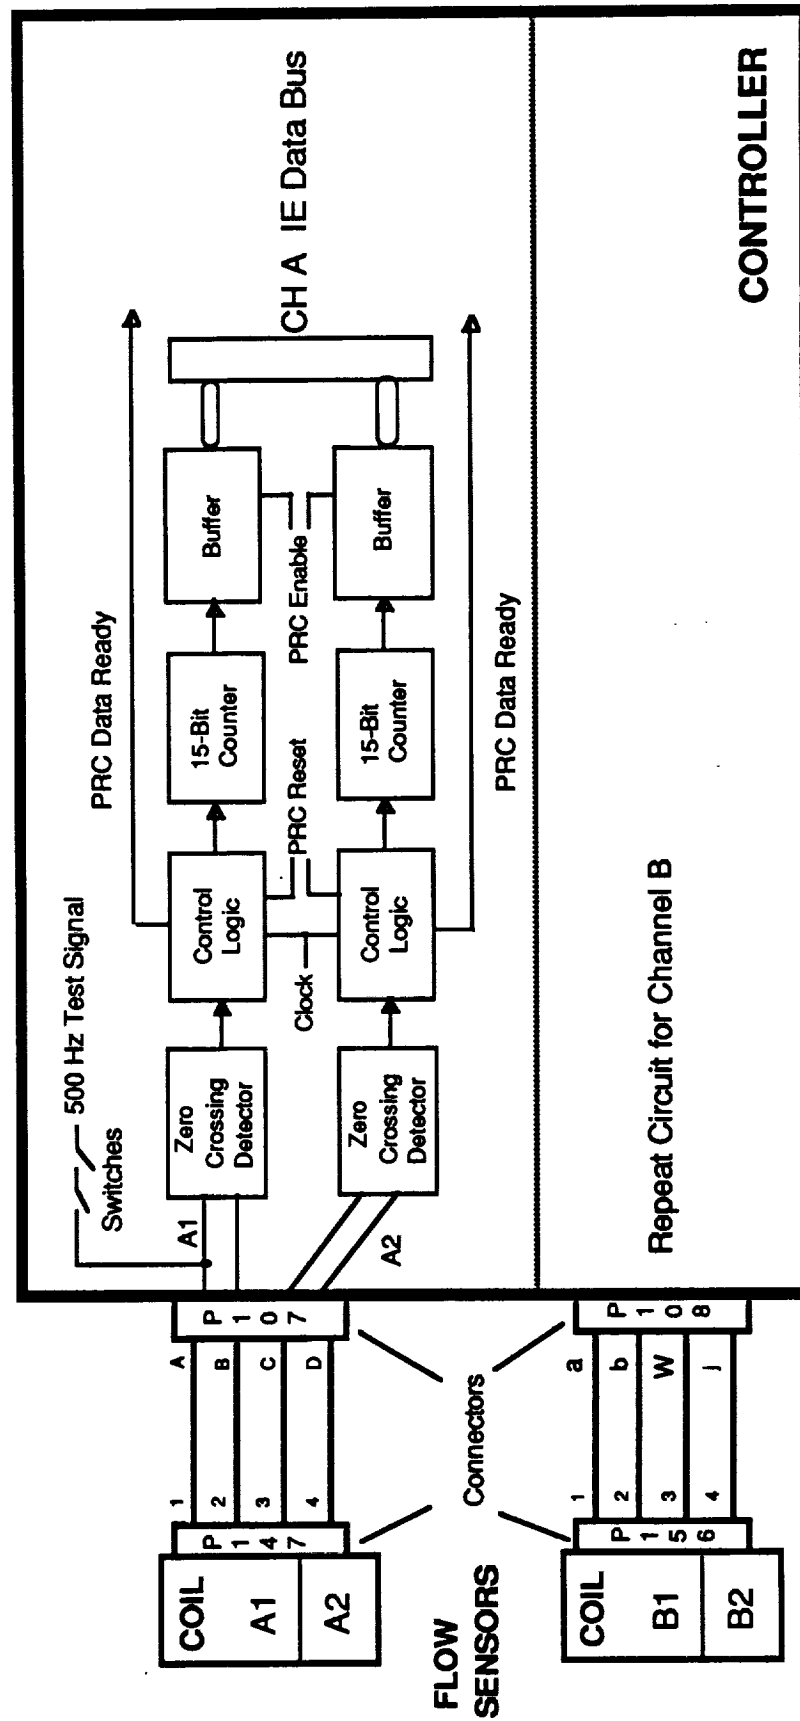 FLOW
SENSORS
COIL
A1
A2
P147
1
2
3
4
A
B
C
D
P107
COIL
B1
B2
P156
1
2
3
4
a
b
W
j
P108
Connectors
Switches
500 Hz Test Signal
A1
A2
Zero
Crossing
Detector
Zero
Crossing
Detector
Clock
Control
Logic
Control
Logic
PRC Reset
15-Bit
Counter
15-Bit
Counter
PRC Enable
Buffer
Buffer
PRC Data Ready
PRC Data Ready
CH A IE Data Bus
Repeat Circuit for Channel B
CONTROLLER